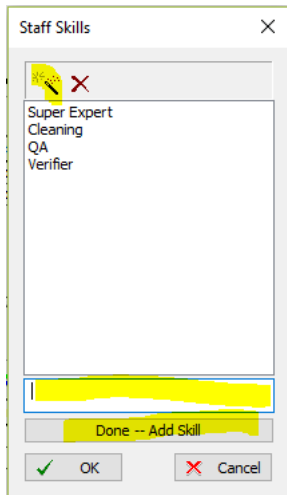 Staff Skills
Super Expert
Cleaning
QA
Verifier
Done -- Add Skill
OK
Cancel